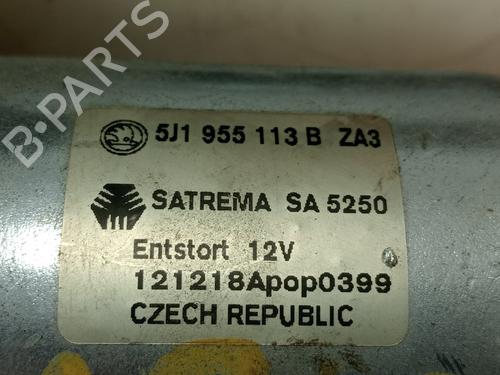 B-PARTS
5J1 955 113 B ZA3
SATREMA SA 5250
Entstort 12V
121218Apop0399
CZECH REPUBLIC